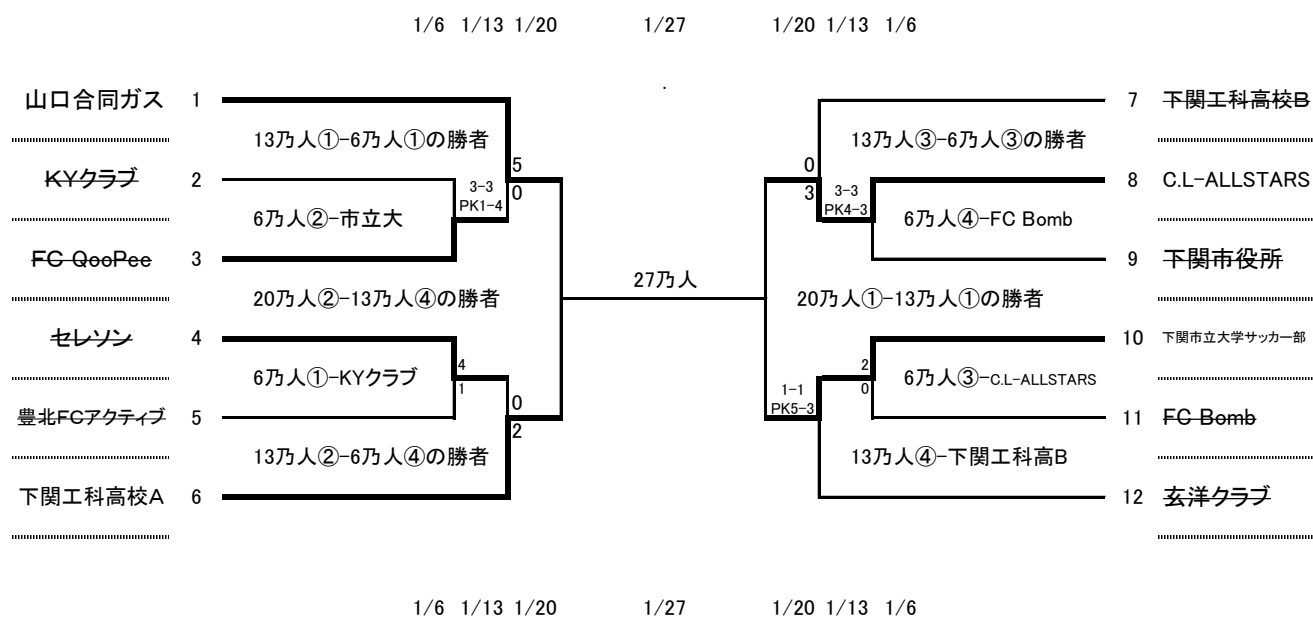 1/6 1/13 1/20 1/27 1/20 1/13 1/6
山口合同ガス 1
13乃人①-6乃人①の勝者
5
KYクラブ 2
3-3
0
PK1-4
6乃人②-市立大
FC QooPee 3
20乃人②-13乃人④の勝者
セレソン 4
4
6乃人①-KYクラブ
1
0
豊北FCアクティブ 5
2
13乃人②-6乃人④の勝者
下関工科高校A 6
27乃人
7 下関工科高校B
13乃人③-6乃人③の勝者
0
8 C.L-ALLSTARS
3
3-3
PK4-3
6乃人④-FC Bomb
9 下関市役所
20乃人①-13乃人①の勝者
10 下関市立大学サッカー部
2
6乃人③-C.L-ALLSTARS
0
1-1
PK5-3
11 FC Bomb
13乃人④-下関工科高B
12 玄洋クラブ
1/6 1/13 1/20 1/27 1/20 1/13 1/6